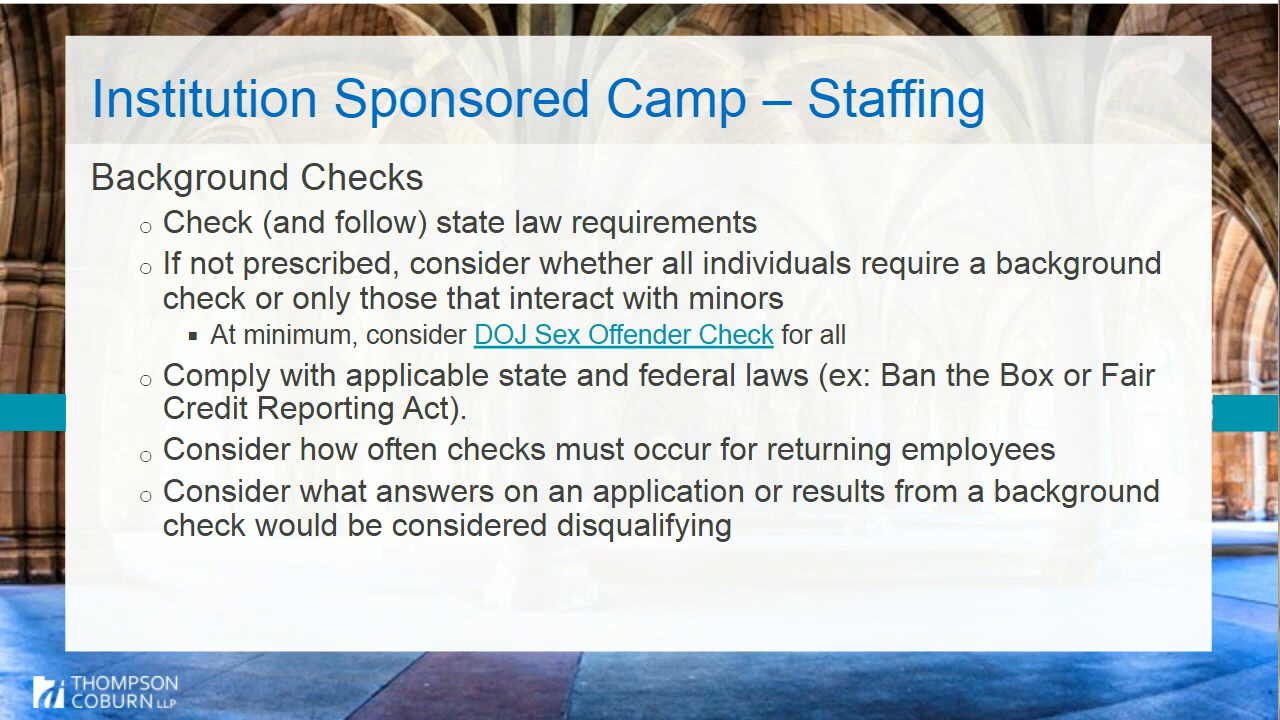 Institution Sponsored Camp – Staffing
Background Checks
○ Check (and follow) state law requirements
○ If not prescribed, consider whether all individuals require a background
check or only those that interact with minors
▪ At minimum, consider DOJ Sex Offender Check for all
○ Comply with applicable state and federal laws (ex: Ban the Box or Fair
Credit Reporting Act).
○ Consider how often checks must occur for returning employees
○ Consider what answers on an application or results from a background
check would be considered disqualifying
THOMPSON
COBURN LLP